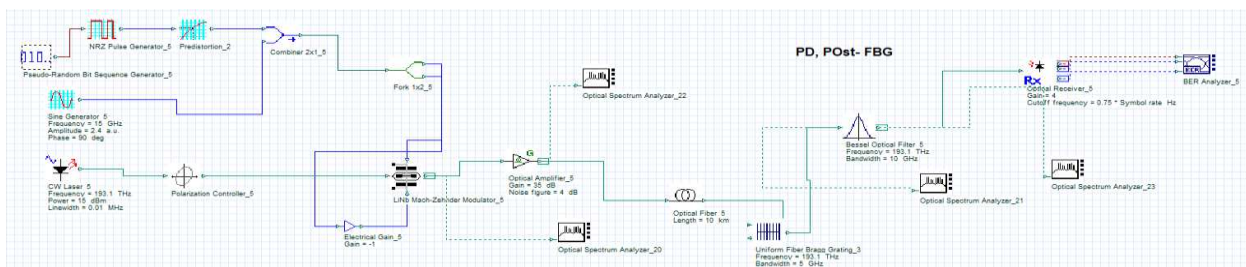 NRZ Pulse Generator_5
Predistortion_2
Combiner 2x1_5
Pseudo-Random Bit Sequence Generator_5
Sine Generator_5
Frequency = 15 GHz
Amplitude = 2.4 a.u.
Phase = 90 deg
Fork 1x2_5
CW Laser_5
Frequency = 193.1 THz
Power = 15 dBm
Linewidth = 0.01 MHz
Polarization Controller_5
LiNb Mach-Zehnder Modulator_5
Electrical Gain_5
Gain = -1
Optical Spectrum Analyzer_22
G
Optical Amplifier_5
Gain = 35 dB
Noise figure = 4 dB
Optical Spectrum Analyzer_20
Optical Fiber_5
Length = 10 km
Uniform Fiber Bragg Grating_3
Frequency = 193.1 THz
Bandwidth = 5 GHz
PD, POst- FBG
Bessel Optical Filter_5
Frequency = 193.1 THz
Bandwidth = 10 GHz
Optical Spectrum Analyzer_21
Rx
Optical Receiver_5
Gain = 4
Cutoff frequency = 0.75 * Symbol rate Hz
BER Analyzer_5
Optical Spectrum Analyzer_23